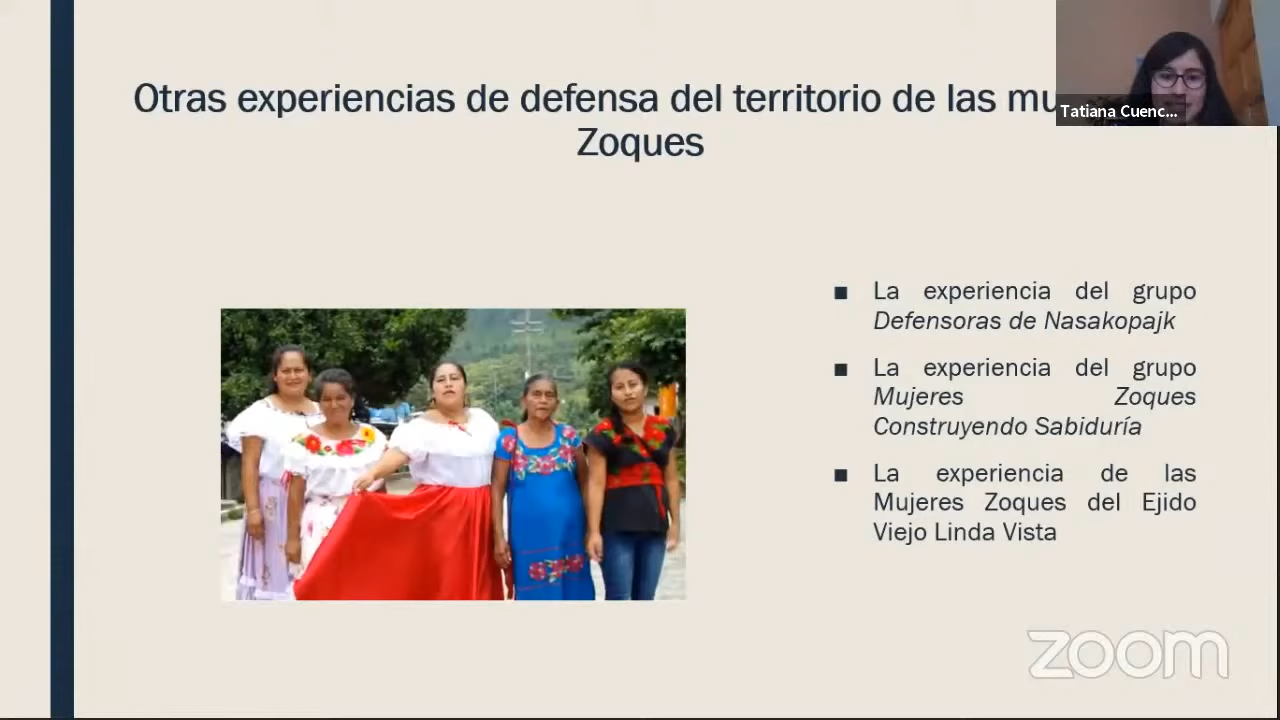 Otras experiencias de defensa del territorio de las
Zoques
Tatiana Cuenc...
La experiencia del grupo
Defensoras de Nasakopajk
La experiencia del grupo
Mujeres Zoques
Construyendo Sabiduría
La experiencia de las
Mujeres Zoques del Ejido
Viejo Linda Vista
zoom